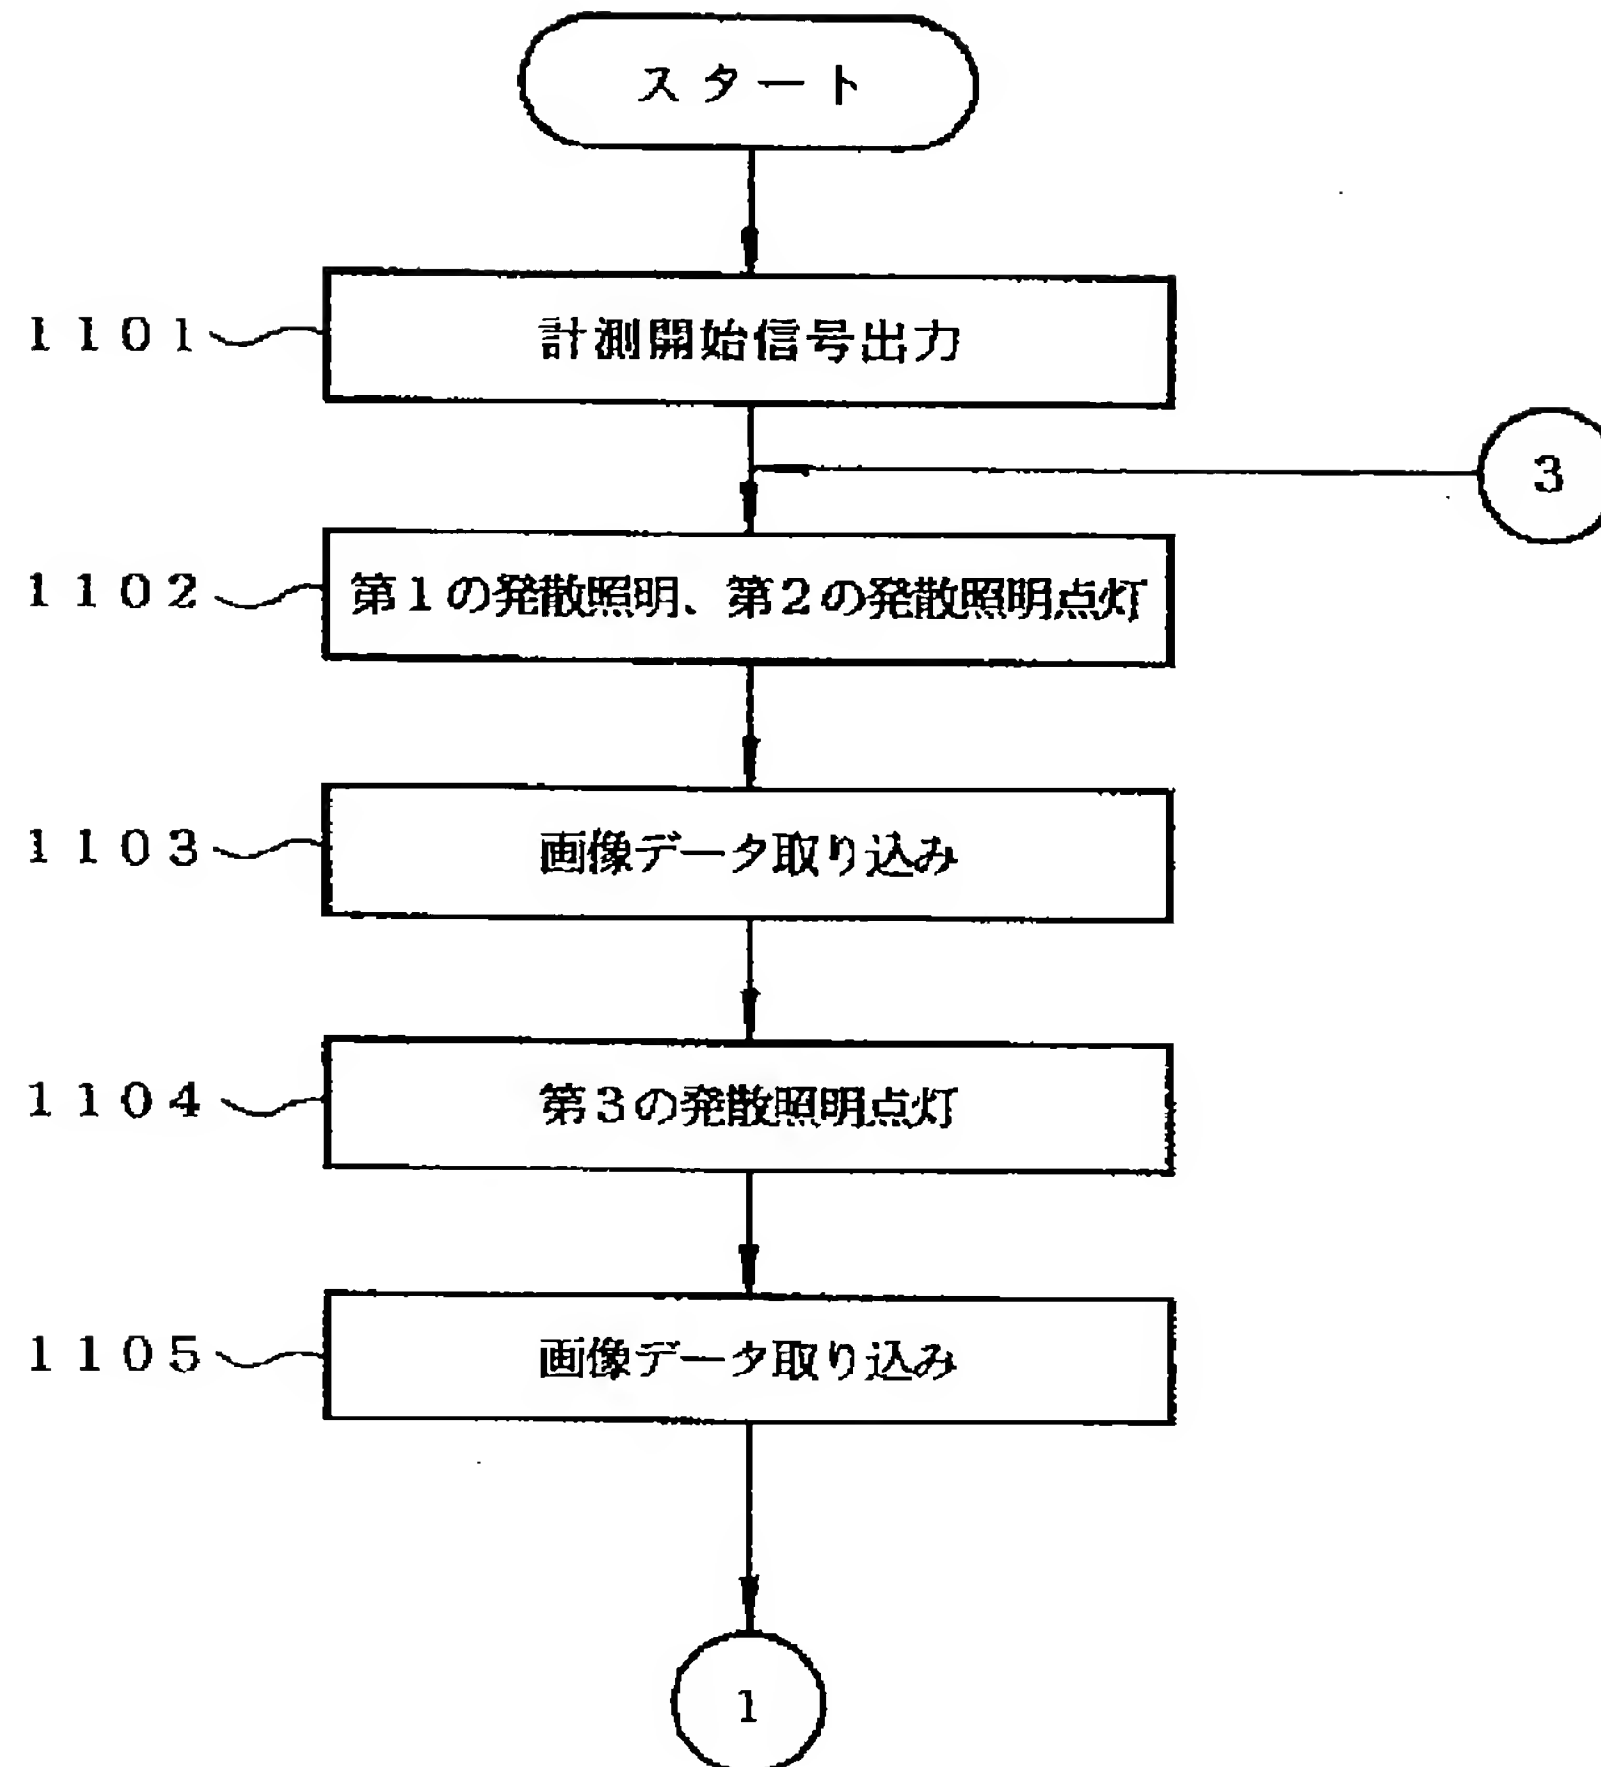 スタート
1101
計測開始信号出力
3
1102
第1の発散照明、第2の発散照明点灯
1103
画像データ取り込み
1104
第3の発散照明点灯
1105
画像データ取り込み
1